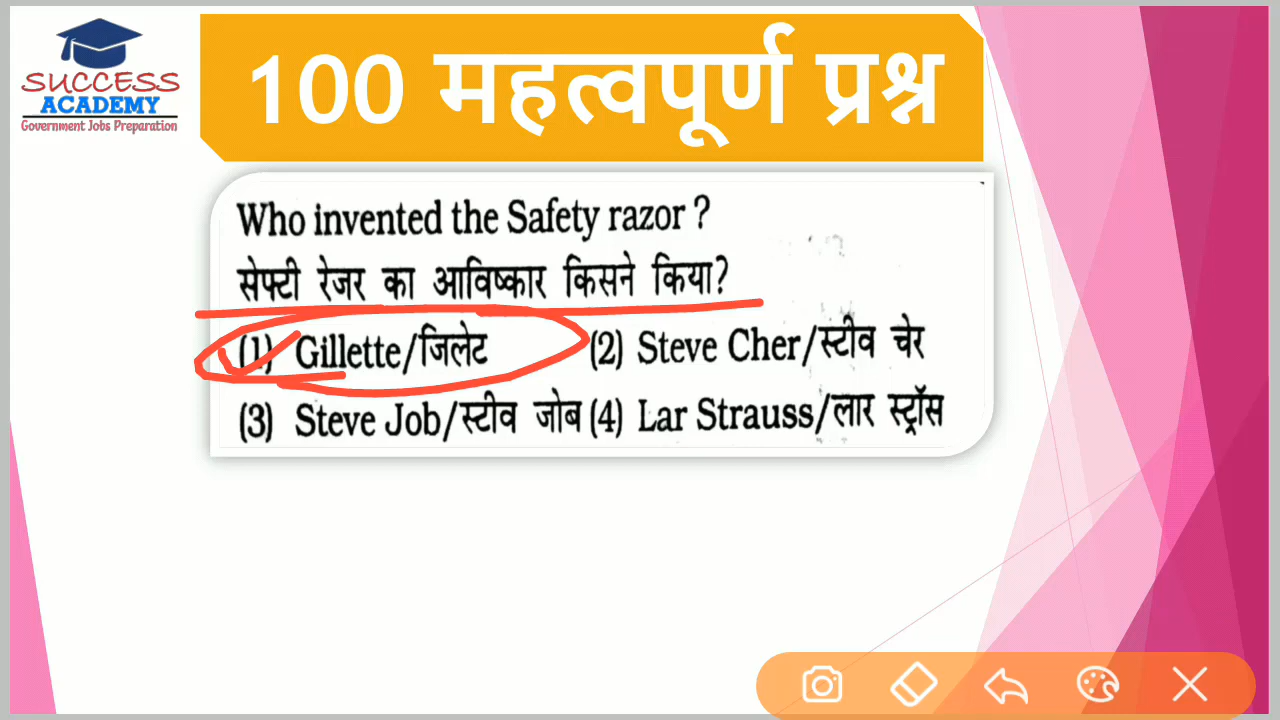 SUCCESS
ACADEMY
Government Jobs Preparation
100 महत्वपूर्ण प्रश्न
Who invented the Safety razor ?
सेफ्टी रेजर का आविष्कार किसने किया?
(1) Gillette/जिलेट (2) Steve Cher/स्टीव चेर
(3) Steve Job/स्टीव जोब (4) Lar Strauss/लार स्ट्रॉस